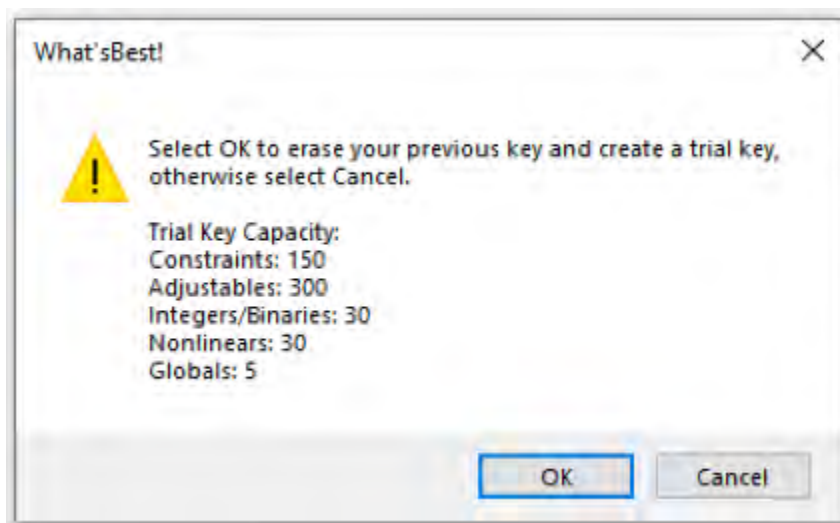 What'sBest!
Select OK to erase your previous key and create a trial key,
otherwise select Cancel.
Trial Key Capacity:
Constraints: 150
Adjustables: 300
Integers/Binaries: 30
Nonlinears: 30
Globals: 5
OK
Cancel